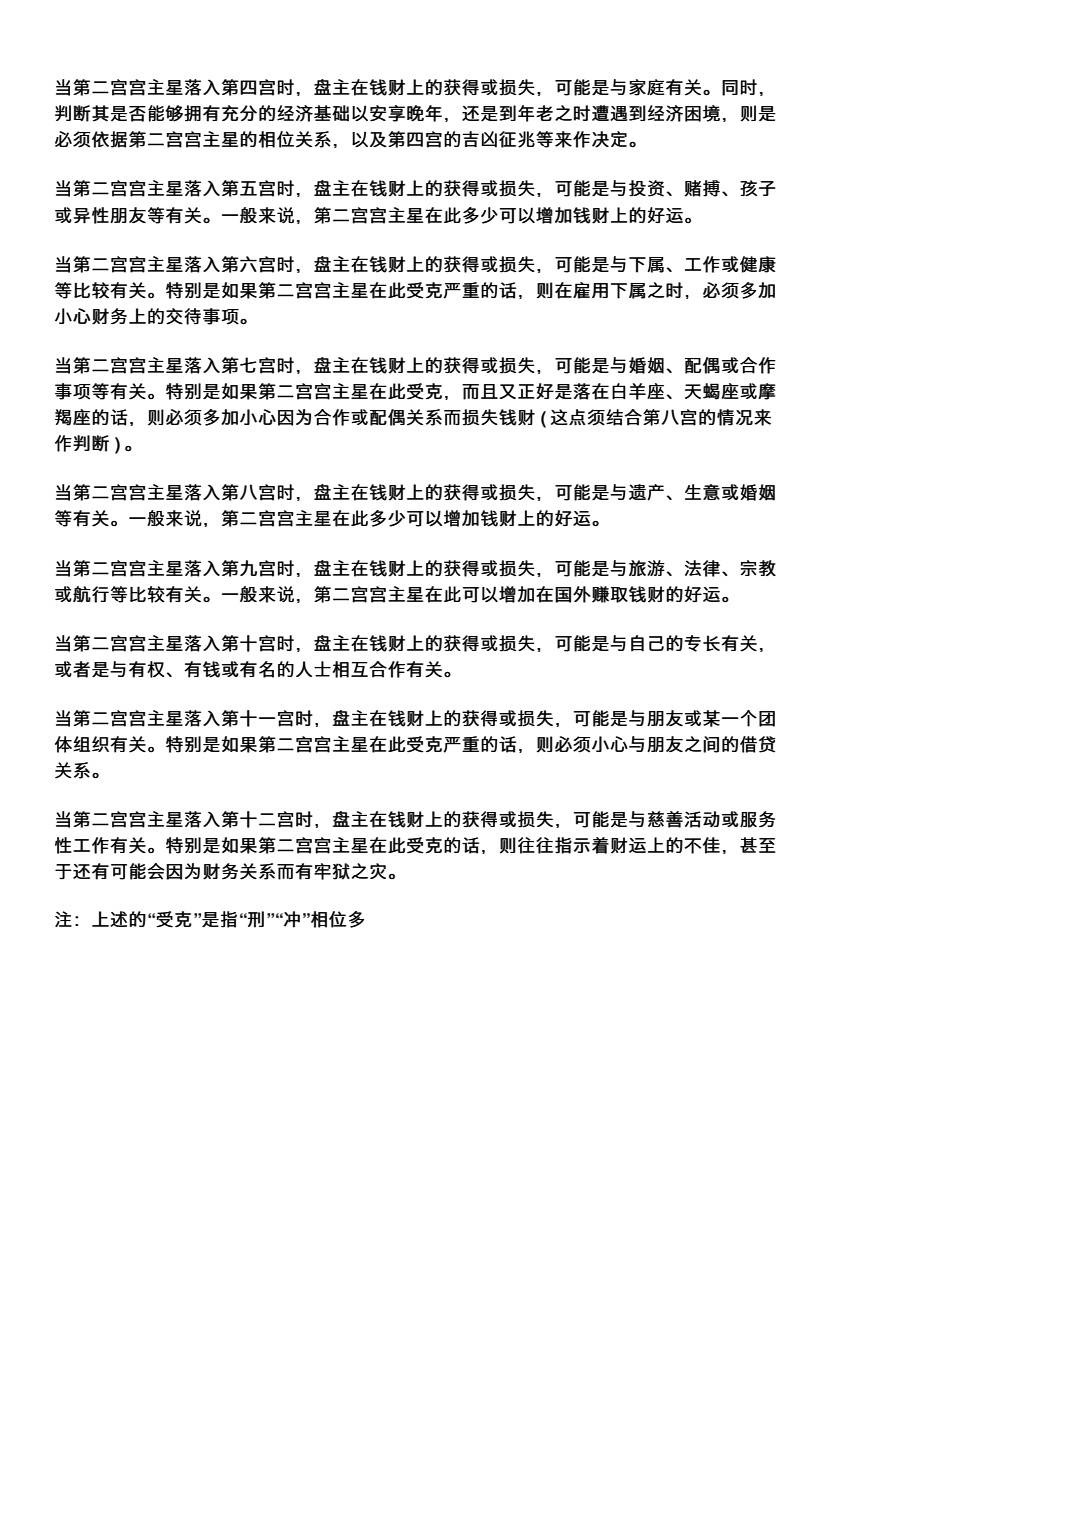 当第二宫宫主星落入第四宫时，盘主在钱财上的获得或损失，可能是与家庭有关。同时，
判断其是否能够拥有充分的经济基础以安享晚年，还是到年老之时遭遇到经济困境，则是
必须依据第二宫宫主星的相位关系，以及第四宫的吉凶征兆等来作决定。
当第二宫宫主星落入第五宫时，盘主在钱财上的获得或损失，可能是与投资、赌搏、孩子
或异性朋友等有关。一般来说，第二宫宫主星在此多少可以增加钱财上的好运。
当第二宫宫主星落入第六宫时，盘主在钱财上的获得或损失，可能是与下属、工作或健康
等比较有关。特别是如果第二宫宫主星在此受克严重的话，则在雇用下属之时，必须多加
小心财务上的交待事项。
当第二宫宫主星落入第七宫时，盘主在钱财上的获得或损失，可能是与婚姻、配偶或合作
事项等有关。特别是如果第二宫宫主星在此受克，而且又正好是落在白羊座、天蝎座或摩
羯座的话，则必须多加小心因为合作或配偶关系而损失钱财 ( 这点须结合第八宫的情况来
作判断 ) 。
当第二宫宫主星落入第八宫时，盘主在钱财上的获得或损失，可能是与遗产、生意或婚姻
等有关。一般来说，第二宫宫主星在此多少可以增加钱财上的好运。
当第二宫宫主星落入第九宫时，盘主在钱财上的获得或损失，可能是与旅游、法律、宗教
或航行等比较有关。一般来说，第二宫宫主星在此可以增加在国外赚取钱财的好运。
当第二宫宫主星落入第十宫时，盘主在钱财上的获得或损失，可能是与自己的专长有关，
或者是与有权、有钱或有名的人士相互合作有关。
当第二宫宫主星落入第十一宫时，盘主在钱财上的获得或损失，可能是与朋友或某一个团
体组织有关。特别是如果第二宫宫主星在此受克严重的话，则必须小心与朋友之间的借贷
关系。
当第二宫宫主星落入第十二宫时，盘主在钱财上的获得或损失，可能是与慈善活动或服务
性工作有关。特别是如果第二宫宫主星在此受克的话，则往往指示着财运上的不佳，甚至
于还有可能会因为财务关系而有牢狱之灾。
注：上述的“受克”是指“刑”“冲”相位多